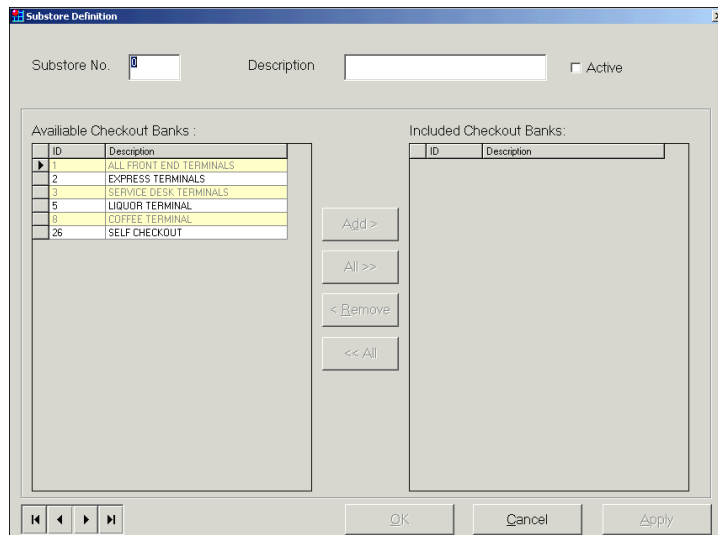 Substore Definition
Substore No. 0 Description Active
Availiable Checkout Banks : Included Checkout Banks:
ID Description ID Description
1 ALL FRONT END TERMINALS
2 EXPRESS TERMINALS
3 SERVICE DESK TERMINALS
5 LIQUOR TERMINAL
8 COFFEE TERMINAL
26 SELF CHECKOUT
Add >
All >>
< Remove
<< All
OK Cancel Apply